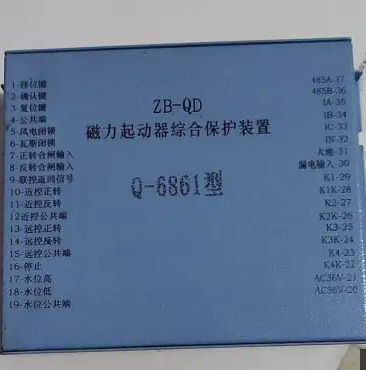 ZB-QD
磁力起动器综合保护装置
Q-6861型
1-移位键
2-确认键
3-复位键
4-公共端
5-风电闭锁
6-瓦斯闭锁
7-正转合闸输入
8-反转合闸输入
9-联控返回信号
10-近控正转
11-近控反转
12近控公共端
13-远控正转
14-远控反转
15-远控公共端
16-停止
17-水位高
18-水位低
19-水位公共端
485A-37
485B-36
IA-35
IB-34
IC-33
IN-32
大地-31
漏电输入-30
K1-29
K1K-28
K2-27
K2K-26
K3-25
K3K-24
K4-23
K4K-22
AC36V-21
AC36V-20